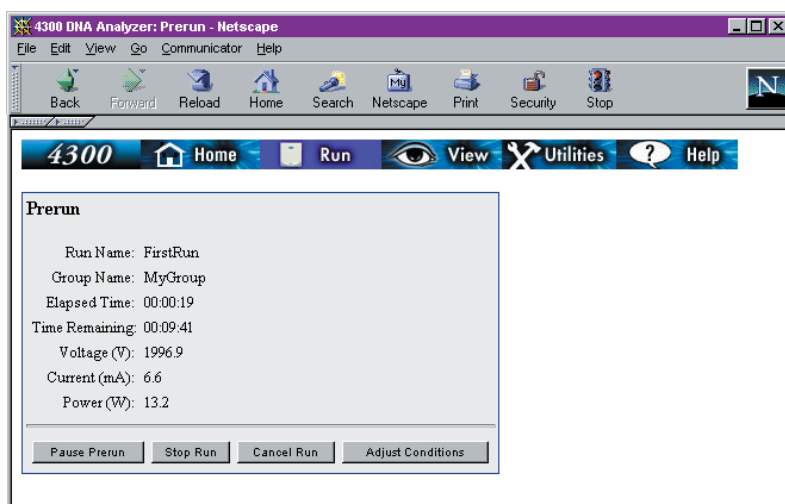 4300 DNA Analyzer: Prerun - Netscape
File Edit View Go Communicator Help
Back Forward Reload Home Search Netscape Print Security Stop
My
N
4300 Home Run View Utilities ? Help
Prerun
Run Name: FirstRun
Group Name: MyGroup
Elapsed Time: 00:00:19
Time Remaining: 00:09:41
Voltage (V): 1996.9
Current (mA): 6.6
Power (W): 13.2
Pause Prerun Stop Run Cancel Run Adjust Conditions